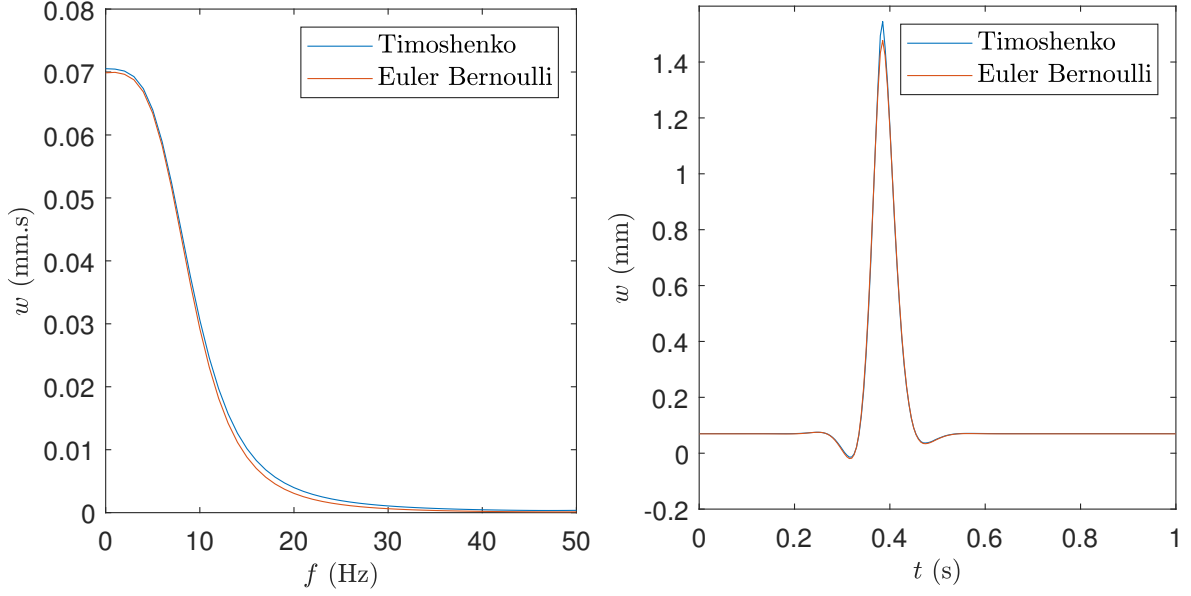 0.08
0.07
0.06
0.05
0.04
0.03
0.02
0.01
0
w (mm.s)
Timoshenko
Euler Bernoulli
0 10 20 30 40 50
f (Hz)
1.4
1.2
1
0.8
0.6
0.4
0.2
0
-0.2
w (mm)
Timoshenko
Euler Bernoulli
0 0.2 0.4 0.6 0.8 1
t (s)